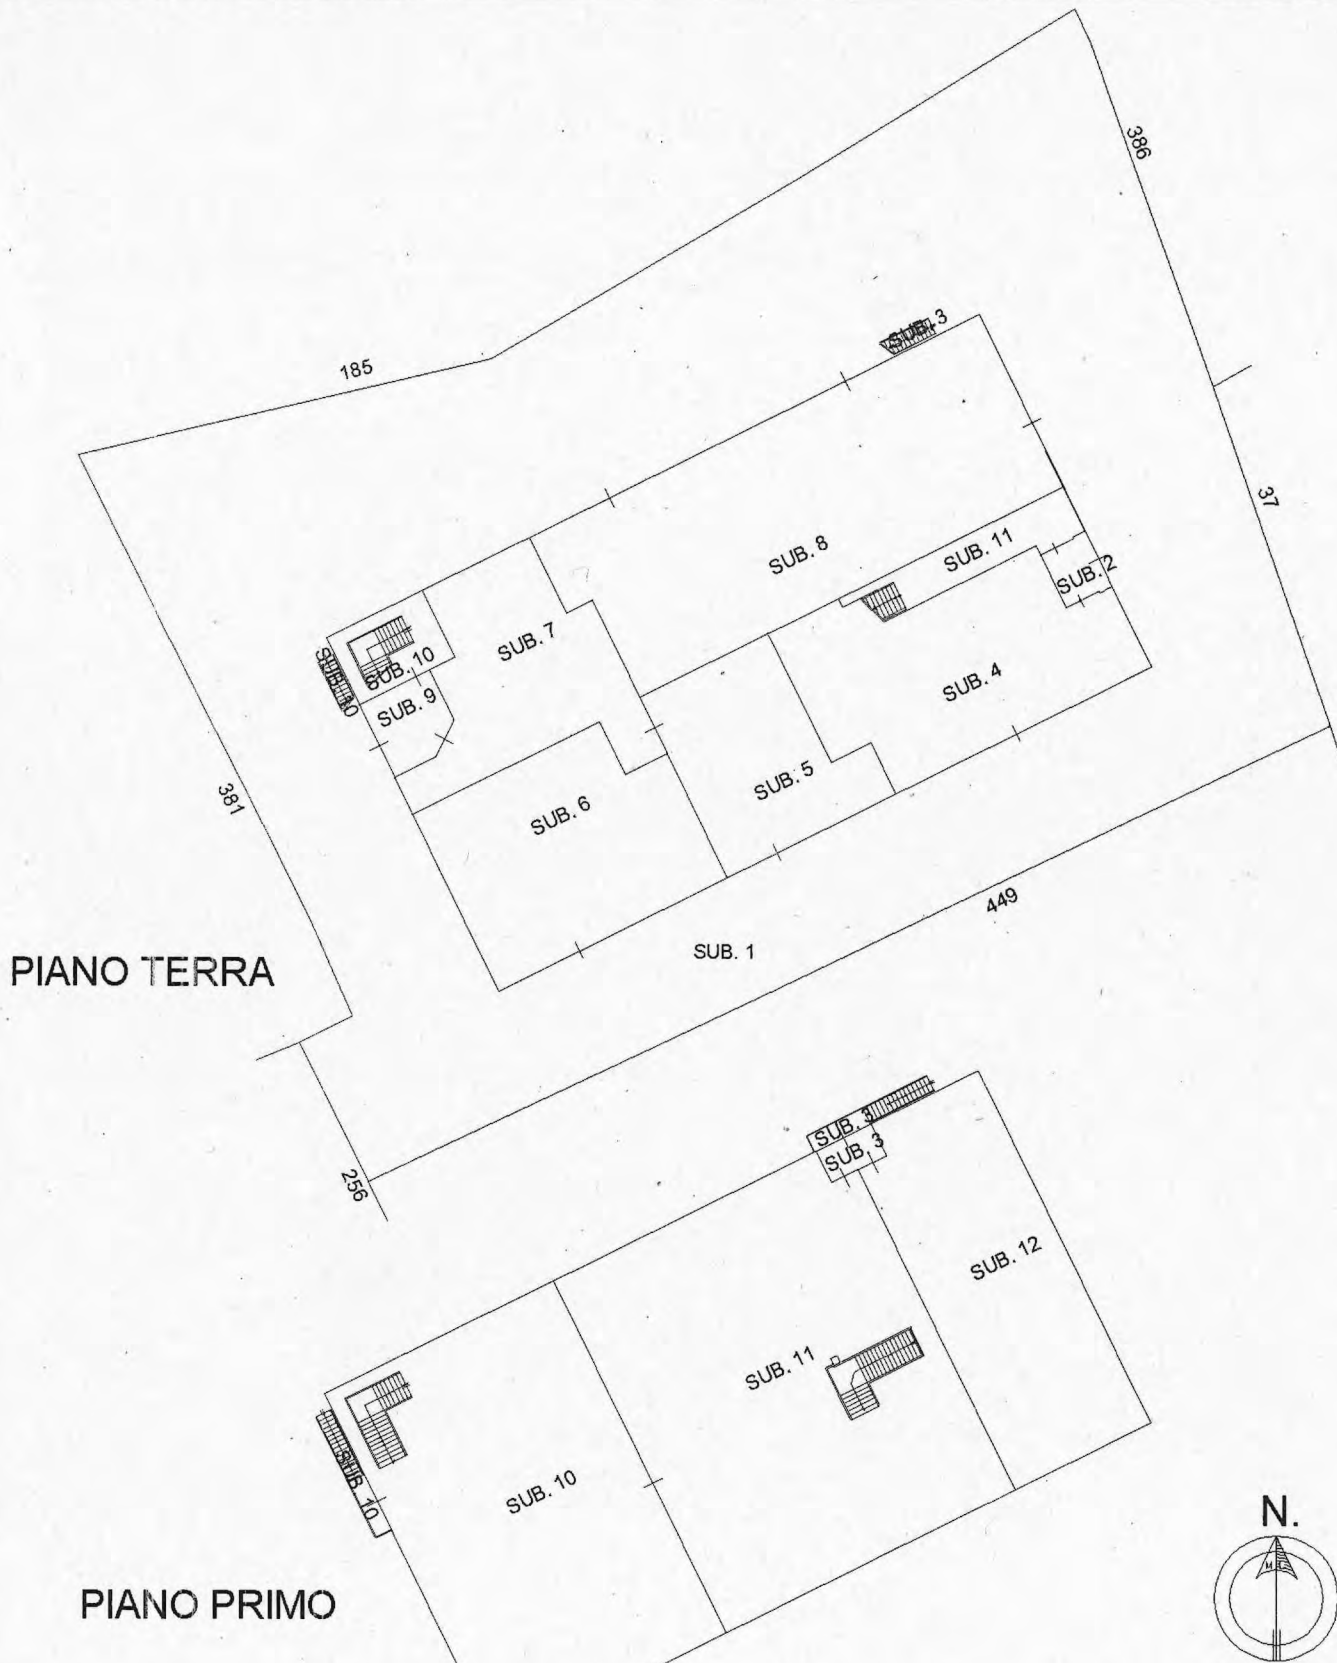 386
SUB. 3
185
37
SUB. 8
SUB. 11
SUB. 2
SUB. 7
SUB. 10
SUB. 10
SUB. 9
SUB. 4
SUB. 5
SUB. 6
381
449
SUB. 1
PIANO TERRA
SUB. 3
SUB. 3
256
SUB. 12
SUB. 11
SUB. 10
SUB. 10
N.
PIANO PRIMO